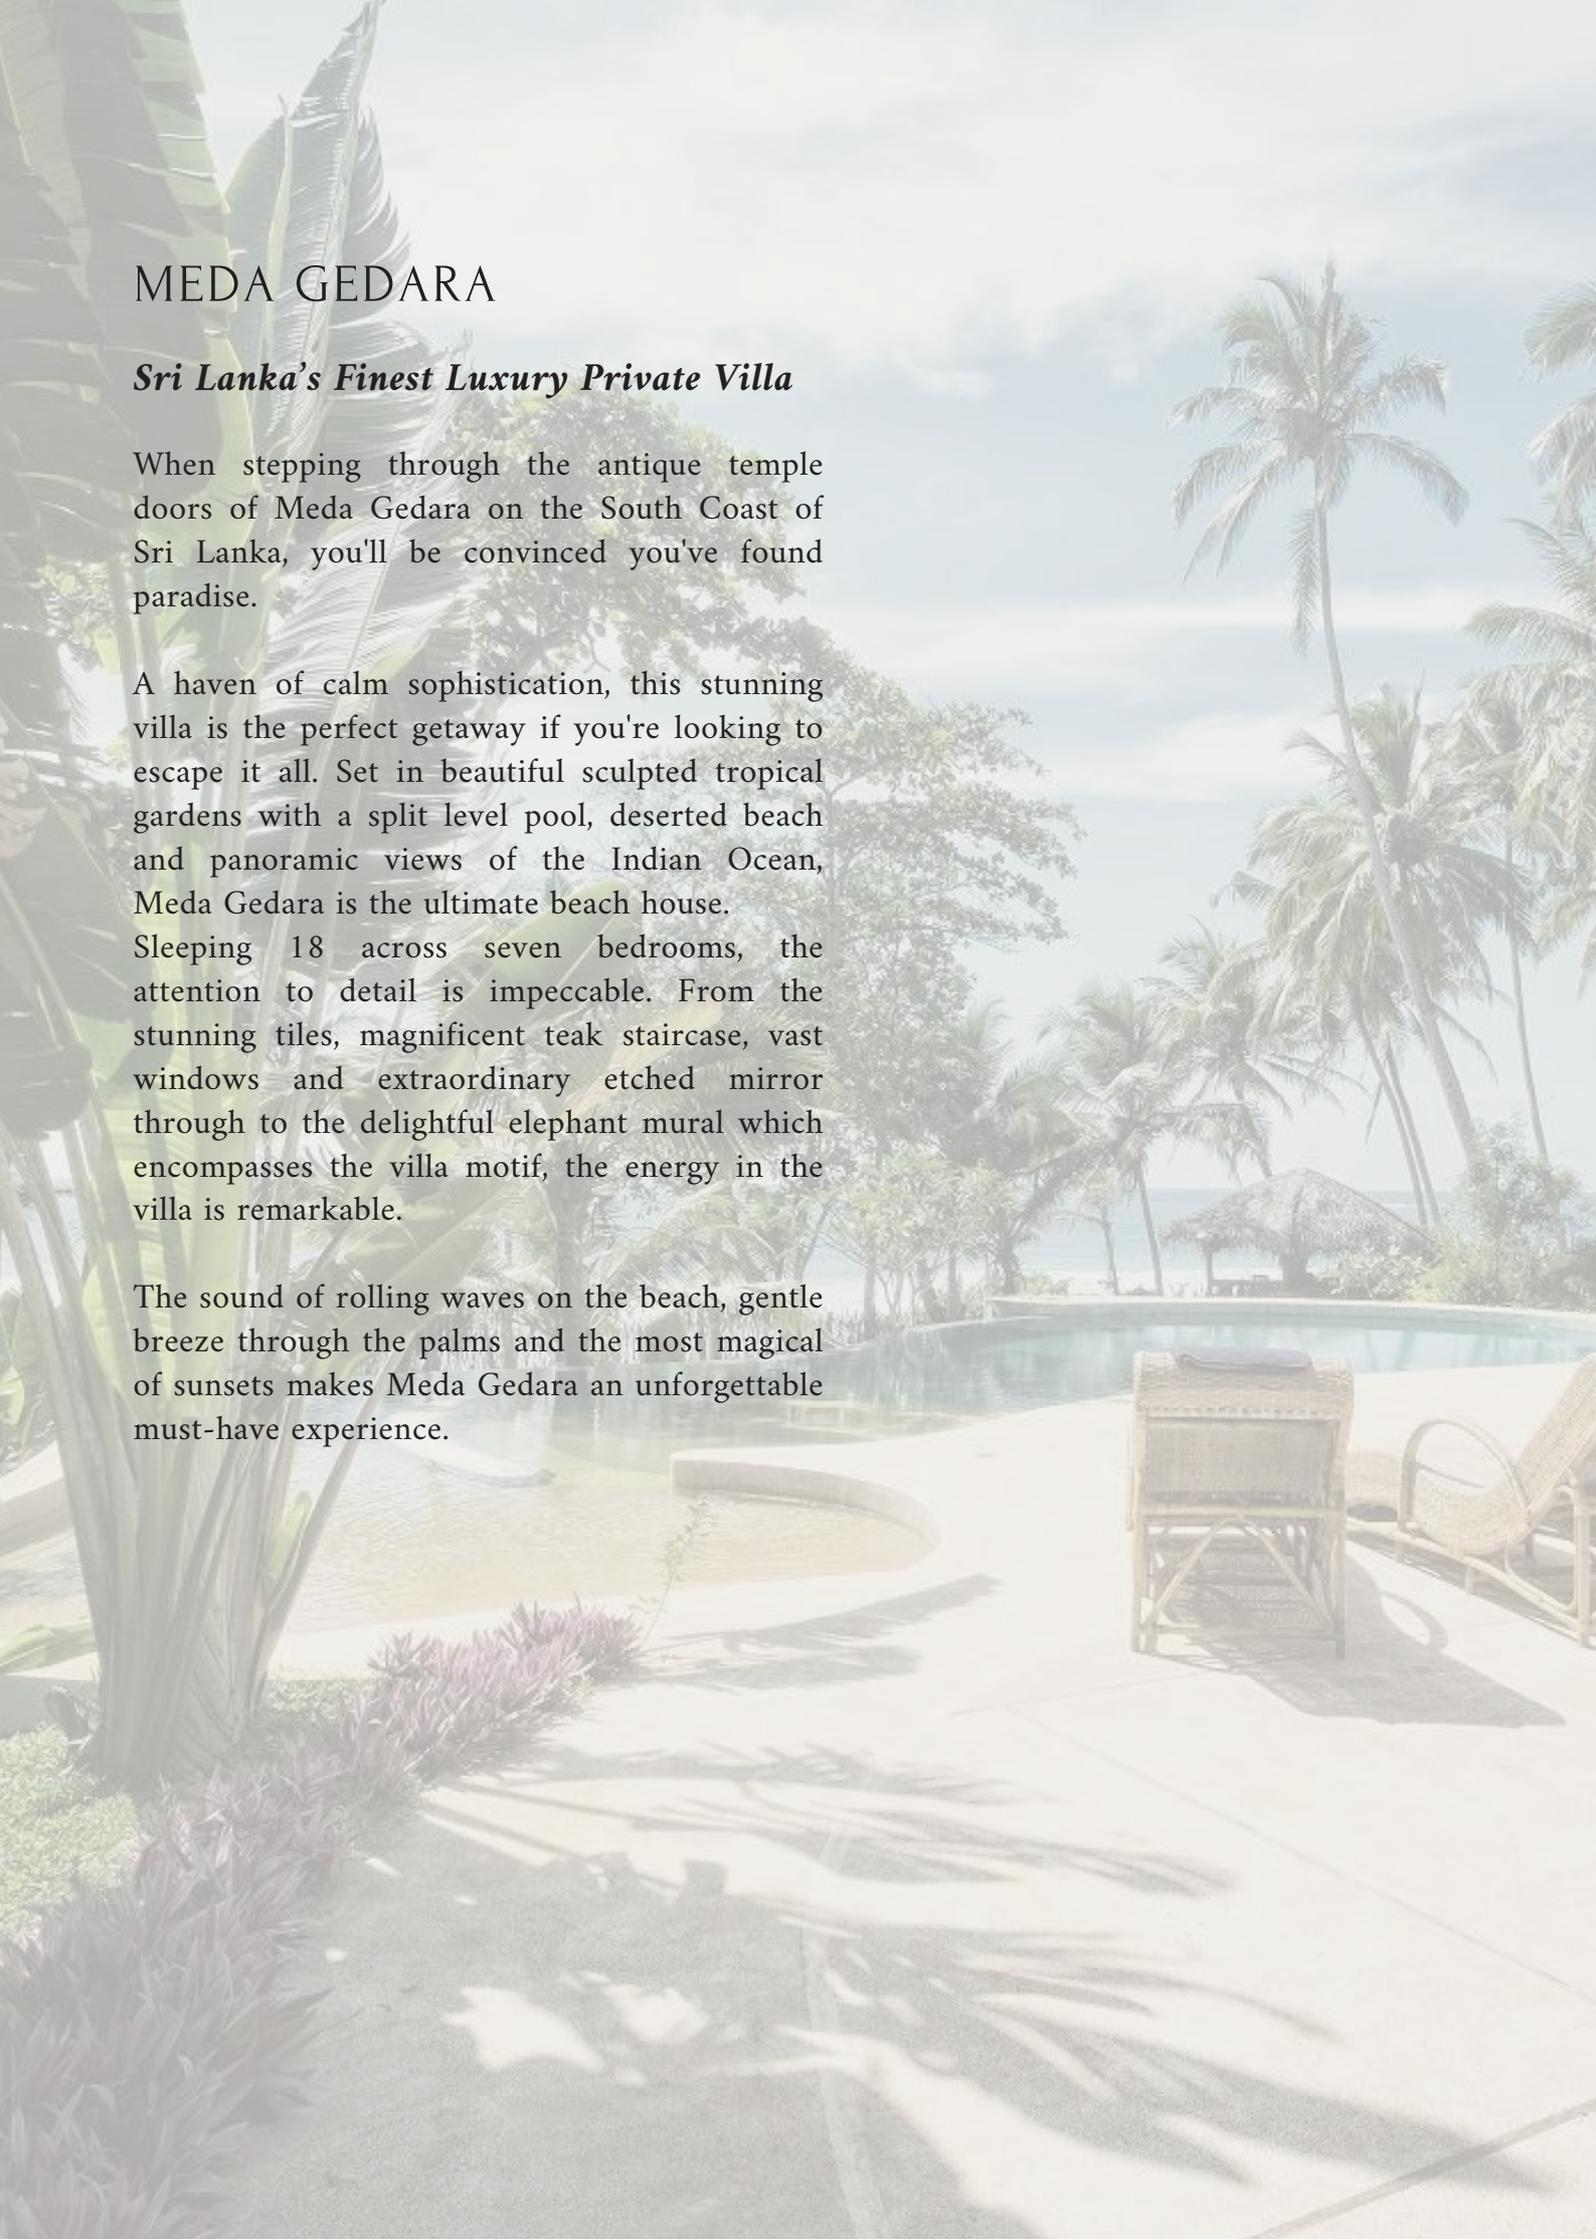 MEDA GEDARA
Sri Lanka’s Finest Luxury Private Villa
When stepping through the antique temple
doors of Meda Gedara on the South Coast of
Sri Lanka, you'll be convinced you've found
paradise.
A haven of calm sophistication, this stunning
villa is the perfect getaway if you're looking to
escape it all. Set in beautiful sculpted tropical
gardens with a split level pool, deserted beach
and panoramic views of the Indian Ocean,
Meda Gedara is the ultimate beach house.
Sleeping 18 across seven bedrooms, the
attention to detail is impeccable. From the
stunning tiles, magnificent teak staircase, vast
windows and extraordinary etched mirror
through to the delightful elephant mural which
encompasses the villa motif, the energy in the
villa is remarkable.
The sound of rolling waves on the beach, gentle
breeze through the palms and the most magical
of sunsets makes Meda Gedara an unforgettable
must-have experience.